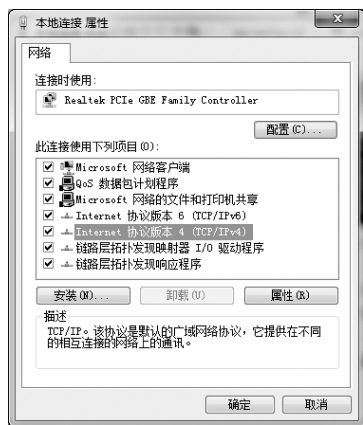 本地连接 属性
网络
连接时使用:
Realtek PCIe GBE Family Controller
配置(C)...
此连接使用下列项目(O):
Microsoft 网络客户端
QoS 数据包计划程序
Microsoft 网络的文件和打印机共享
Internet 协议版本 6 (TCP/IPv6)
Internet 协议版本 4 (TCP/IPv4)
链路层拓扑发现映射器 I/O 驱动程序
链路层拓扑发现响应程序
安装(N)... 卸载(U) 属性(R)
描述
TCP/IP。该协议是默认的广域网络协议，它提供在不同
的相互连接的网络上的通讯。
确定 取消